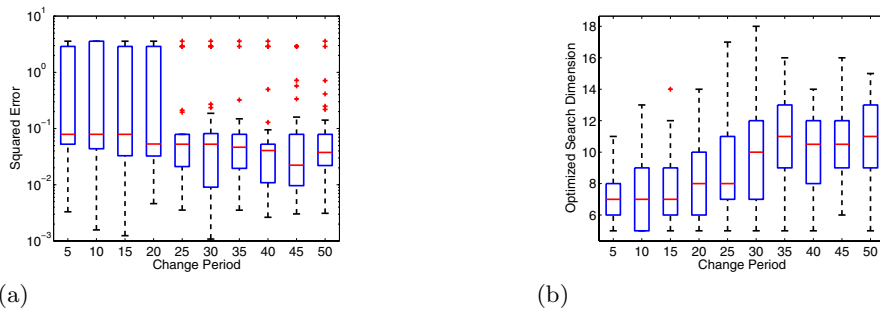 10^1
10^0
10^-1
10^-2
10^-3
Squared Error
5 10 15 20 25 30 35 40 45 50
Change Period
(a)
18
16
14
12
10
8
6
Optimized Search Dimension
5 10 15 20 25 30 35 40 45 50
Change Period
(b)